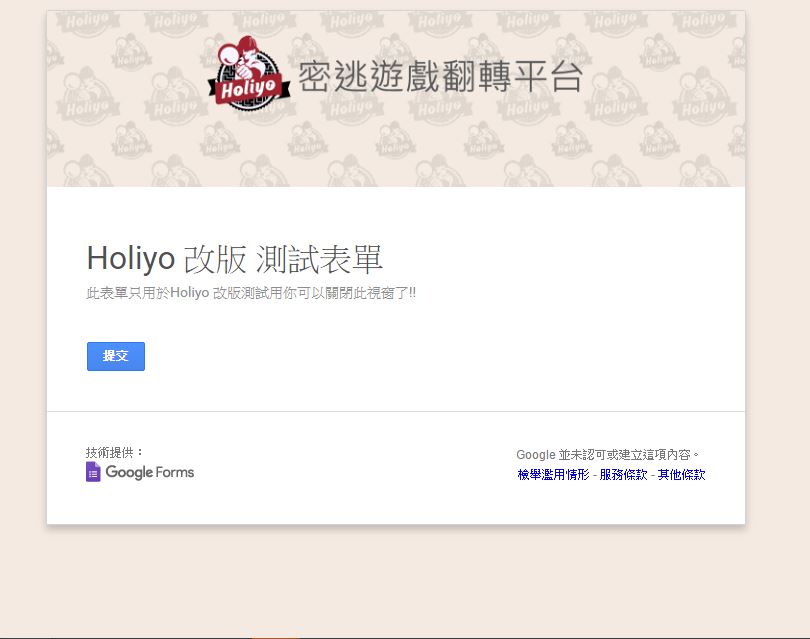 Holiyo 密逃遊戲翻轉平台
Holiyo 改版 測試表單
此表單只用於Holiyo 改版測試用你可以關閉此視窗了!!
提交
技術提供：
Google Forms
Google 並未認可或建立這項內容。
檢舉濫用情形 - 服務條款 - 其他條款